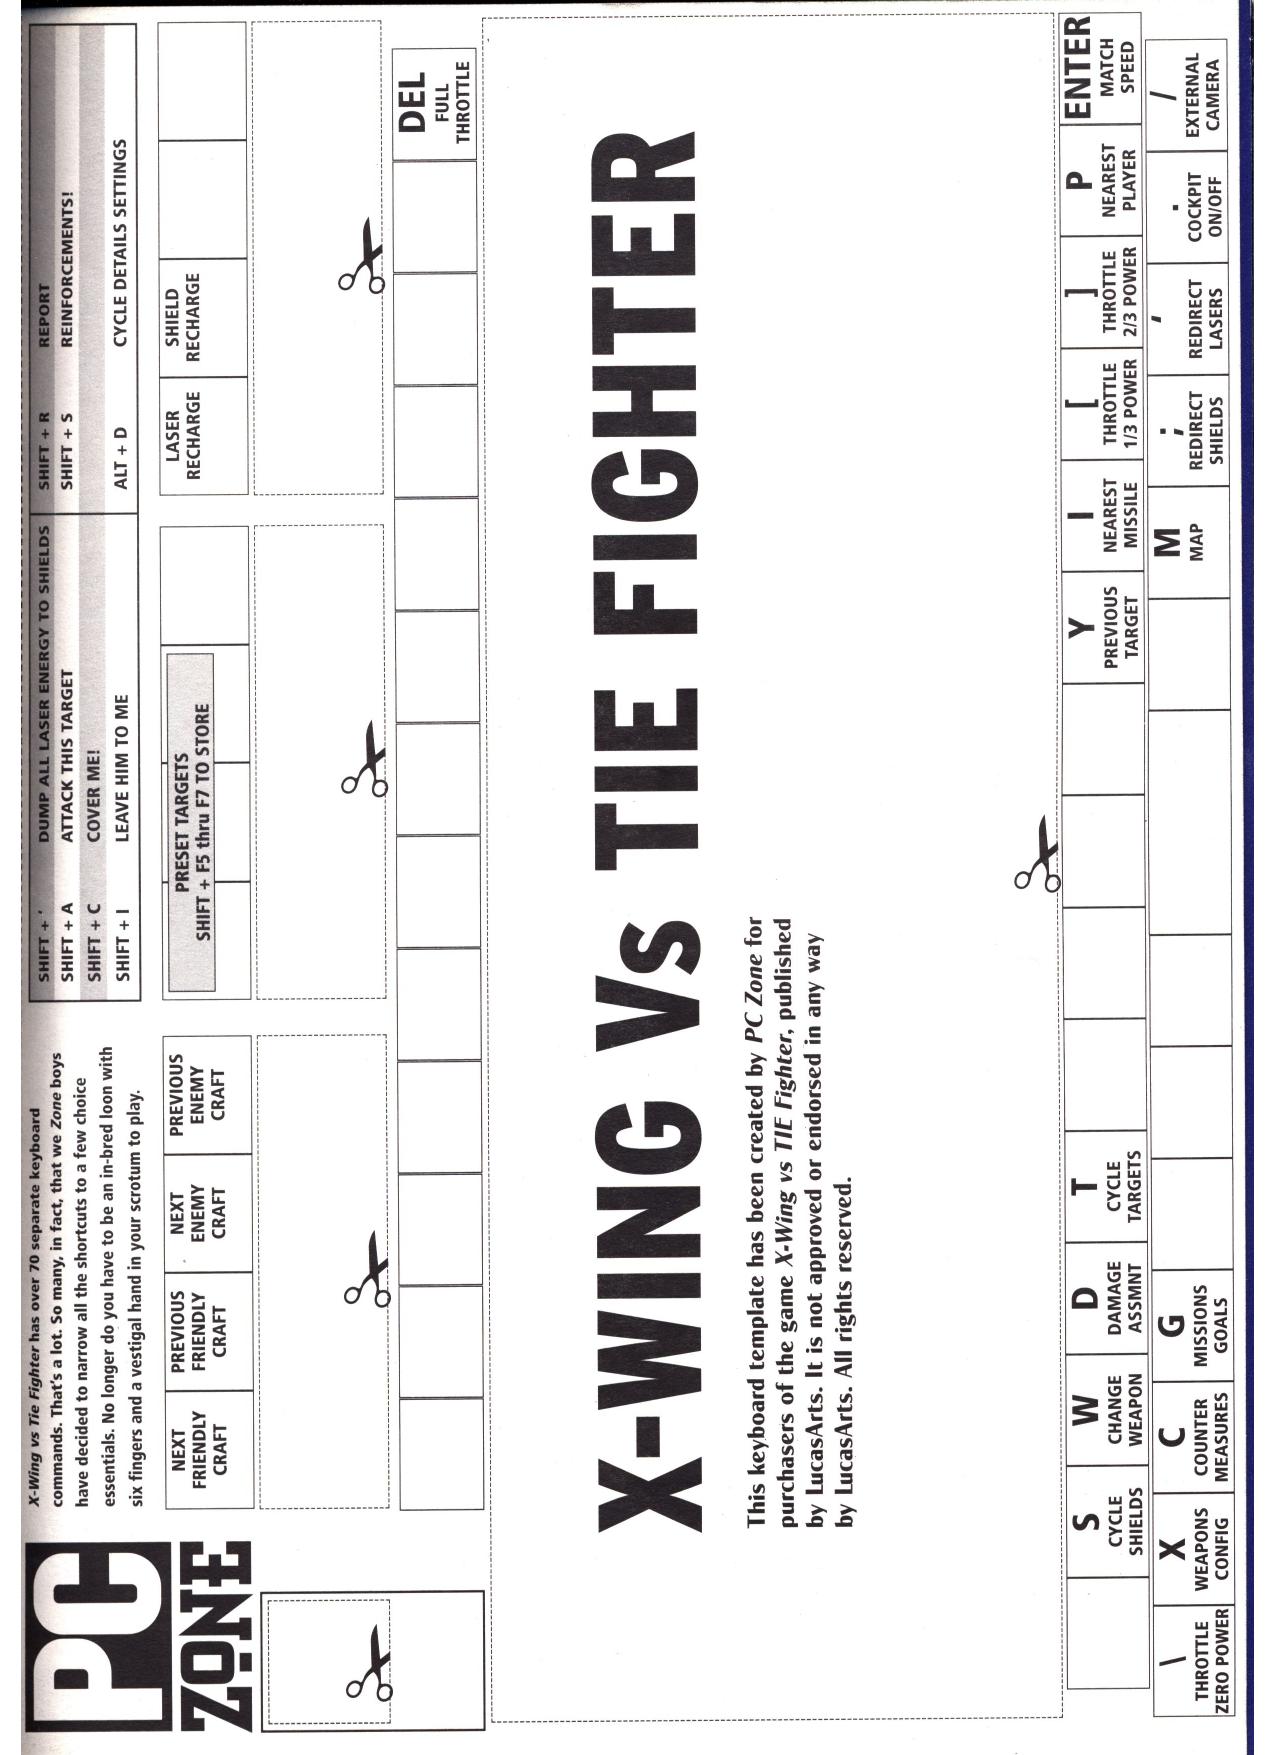 PC
ZONE
X-Wing vs Tie Fighter has over 70 separate keyboard
commands. That's a lot. So many, in fact, that we Zone boys
have decided to narrow all the shortcuts to a few choice
essentials. No longer do you have to be an in-bred loon with
six fingers and a vestigal hand in your scrotum to play.
SHIFT + ' DUMP ALL LASER ENERGY TO SHIELDS
SHIFT + A ATTACK THIS TARGET
SHIFT + C COVER ME!
SHIFT + I LEAVE HIM TO ME
SHIFT + R REPORT
SHIFT + S REINFORCEMENTS!
ALT + D CYCLE DETAILS SETTINGS
NEXT
FRIENDLY
CRAFT
PREVIOUS
FRIENDLY
CRAFT
NEXT
ENEMY
CRAFT
PREVIOUS
ENEMY
CRAFT
PRESET TARGETS
SHIFT + F5 thru F7 TO STORE
LASER
RECHARGE
SHIELD
RECHARGE
DEL
FULL
THROTTLE
X-WING Vs TIE FIGHTER
This keyboard template has been created by PC Zone for
purchasers of the game X-Wing vs TIE Fighter, published
by LucasArts. It is not approved or endorsed in any way
by LucasArts. All rights reserved.
S
CYCLE
SHIELDS
W
CHANGE
WEAPON
D
DAMAGE
ASSMNT
T
CYCLE
TARGETS
Y
PREVIOUS
TARGET
I
NEAREST
MISSILE
[
THROTTLE
1/3 POWER
]
THROTTLE
2/3 POWER
P
NEAREST
PLAYER
ENTER
MATCH
SPEED
\
THROTTLE
ZERO POWER
X
WEAPONS
CONFIG
C
COUNTER
MEASURES
G
MISSIONS
GOALS
M
MAP
;
REDIRECT
SHIELDS
'
REDIRECT
LASERS
.
COCKPIT
ON/OFF
/
EXTERNAL
CAMERA